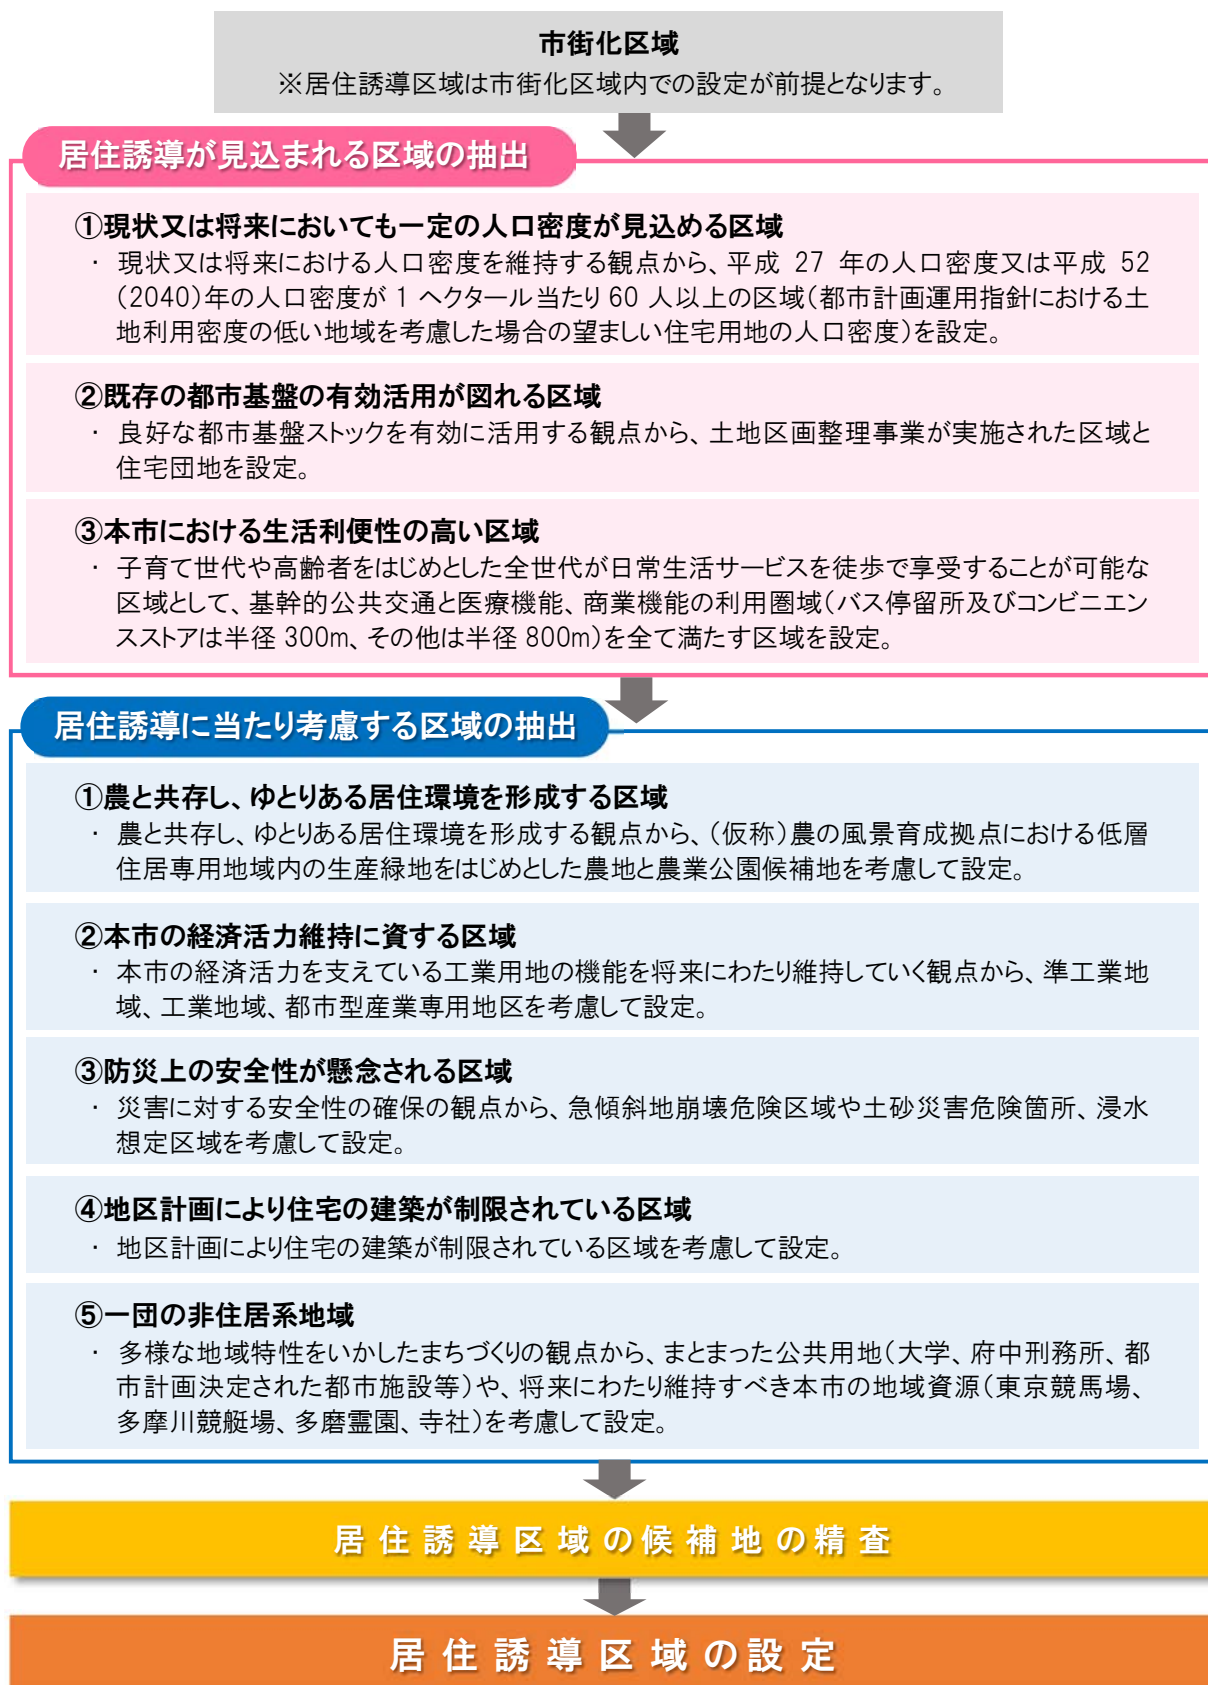 市街化区域
※居住誘導区域は市街化区域内での設定が前提となります。
居住誘導が見込まれる区域の抽出
①現状又は将来においても一定の人口密度が見込める区域
・ 現状又は将来における人口密度を維持する観点から、平成 27 年の人口密度又は平成 52
（2040）年の人口密度が 1 ヘクタール当たり 60 人以上の区域（都市計画運用指針における土
地利用密度の低い地域を考慮した場合の望ましい住宅用地の人口密度）を設定。
②既存の都市基盤の有効活用が図れる区域
・ 良好な都市基盤ストックを有効に活用する観点から、土地区画整理事業が実施された区域と
住宅団地を設定。
③本市における生活利便性の高い区域
・ 子育て世代や高齢者をはじめとした全世代が日常生活サービスを徒歩で享受することが可能な
区域として、基幹的公共交通と医療機能、商業機能の利用圏域（バス停留所及びコンビニエン
スストアは半径 300m、その他は半径 800m）を全て満たす区域を設定。
居住誘導に当たり考慮する区域の抽出
①農と共存し、ゆとりある居住環境を形成する区域
・ 農と共存し、ゆとりある居住環境を形成する観点から、（仮称）農の風景育成拠点における低層
住居専用地域内の生産緑地をはじめとした農地と農業公園候補地を考慮して設定。
②本市の経済活力維持に資する区域
・ 本市の経済活力を支えている工業用地の機能を将来にわたり維持していく観点から、準工業地
域、工業地域、都市型産業専用地区を考慮して設定。
③防災上の安全性が懸念される区域
・ 災害に対する安全性の確保の観点から、急傾斜地崩壊危険区域や土砂災害危険箇所、浸水
想定区域を考慮して設定。
④地区計画により住宅の建築が制限されている区域
・ 地区計画により住宅の建築が制限されている区域を考慮して設定。
⑤一団の非住居系地域
・ 多様な地域特性をいかしたまちづくりの観点から、まとまった公共用地（大学、府中刑務所、都
市計画決定された都市施設等）や、将来にわたり維持すべき本市の地域資源（東京競馬場、
多摩川競艇場、多磨霊園、寺社）を考慮して設定。
居住誘導区域の候補地の精査
居住誘導区域の設定